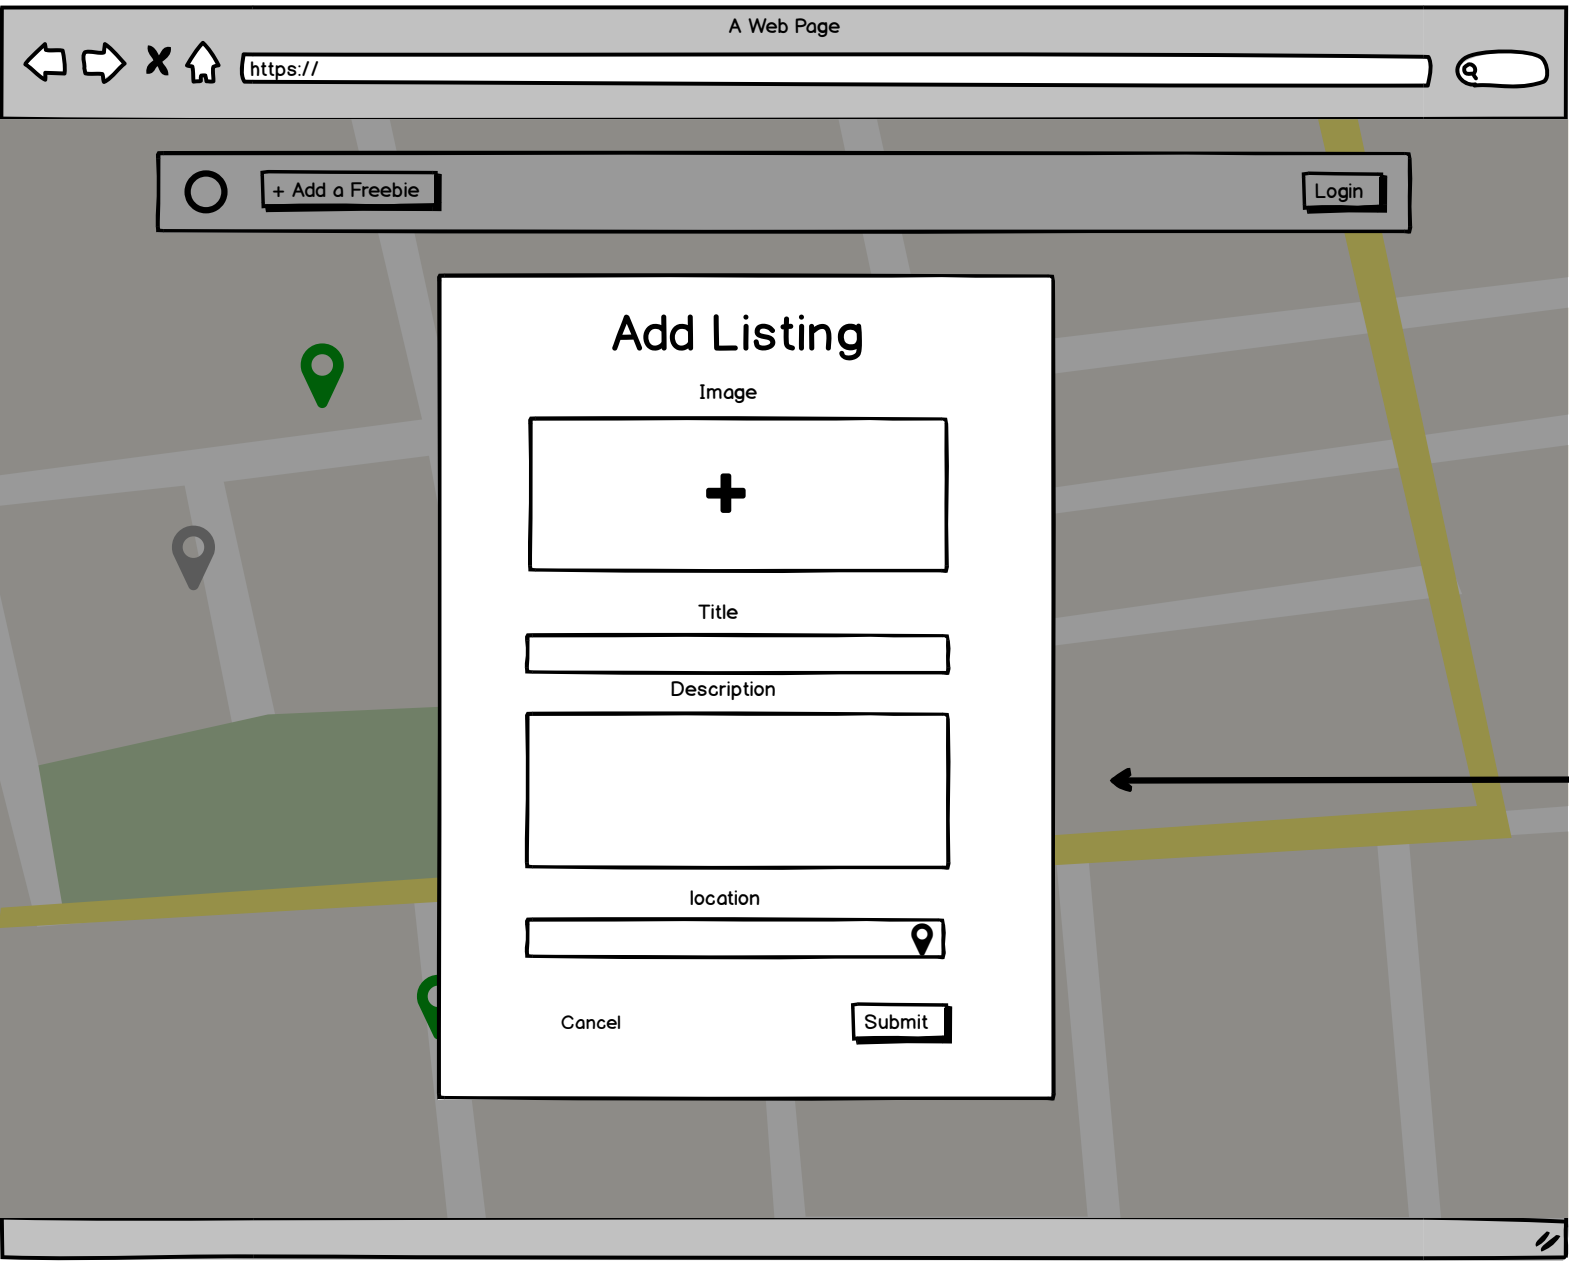 A Web Page
https://
+ Add a Freebie
Login
Add Listing
Image
Title
Description
location
Cancel
Submit